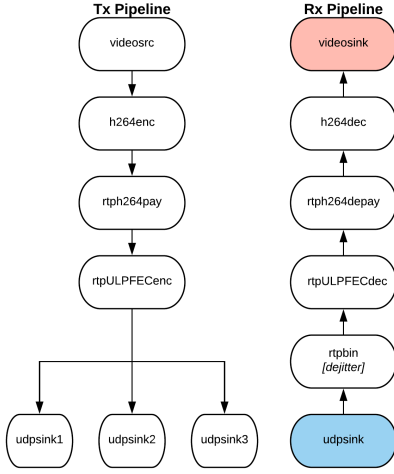 Tx Pipeline
videosrc
h264enc
rtph264pay
rtpULPFECenc
udpsink1
udpsink2
udpsink3
Rx Pipeline
videosink
h264dec
rtph264depay
rtpULPFECdec
rtpbin
[dejitter]
udpsink